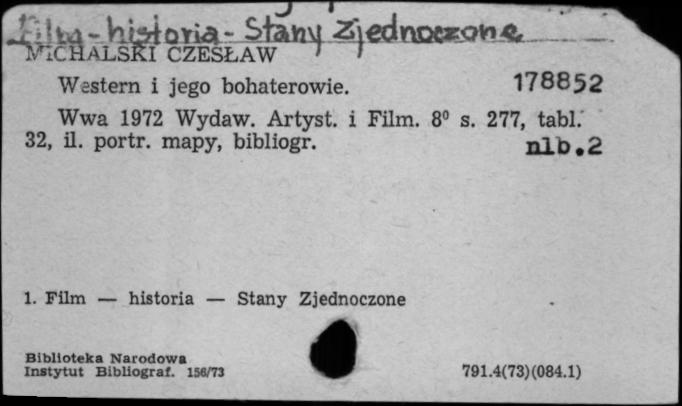 Film - historia - Stany Zjednoczone
MICHALSKI CZESŁAW
Western i jego bohaterowie. 178852
Wwa 1972 Wydaw. Artyst. i Film. 8⁰ s. 277, tabl.
32, il. portr. mapy, bibliogr. nlb.2
1. Film — historia — Stany Zjednoczone
Biblioteka Narodowa
Instytut Bibliograf. 156/73 791.4(73)(084.1)